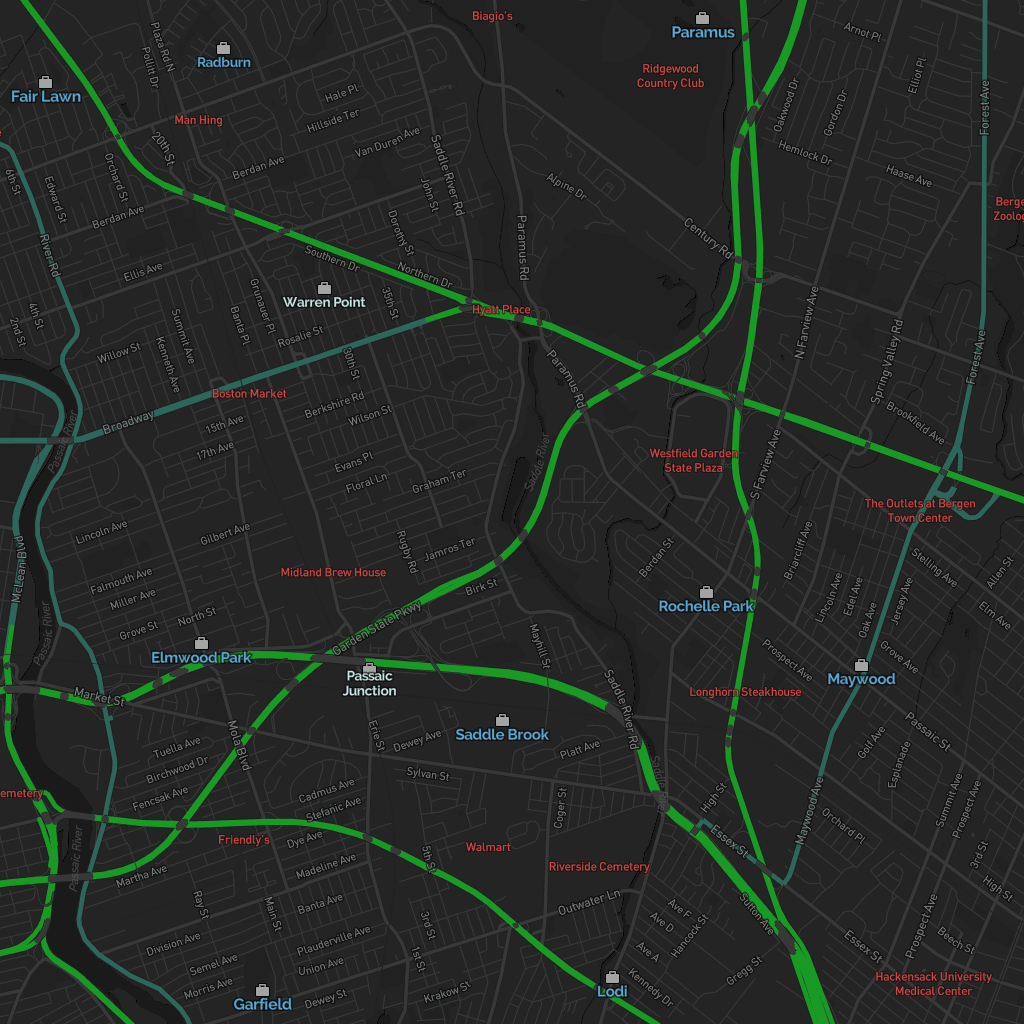 Biagio's
Paramus
Radburn
Fair Lawn
Ridgewood
Country Club
Man Hing
Plaza Rd N
Pollitt Dr
Hale Pl
Hillside Ter
Van Duren Ave
20th St
Berdan Ave
Orchard St
Edward St
6th St
Berdan Ave
Saddle River Rd
John St
Dorothy St
Alpine Dr
Paramus Rd
Century Rd
Arnot Pl
Elliot Pl
Oakwood Dr
Gordon Dr
Hemlock Dr
Haase Ave
Forest Ave
River Rd
Ellis Ave
Southern Dr
Northern Dr
Warren Point
35th St
Hyatt Place
Grunauer Pl
Banta Pl
Rosalie St
4th St
2nd St
Summit Ave
Kenneth Ave
Willow St
30th St
Boston Market
Broadway
15th Ave
17th Ave
Berkshire Rd
Wilson St
Evans Pl
Floral Ln
Graham Ter
Paramus Rd
N Farview Ave
Spring Valley Rd
Forest Ave
Brookfield Ave
Passaic River
Saddle River
Westfield Garden
State Plaza
S Farview Ave
The Outlets at Bergen
Town Center
Lincoln Ave
Gilbert Ave
McLean Blvd
Falmouth Ave
Miller Ave
Midland Brew House
Rugby Rd
Jamros Ter
Birk St
Berdan St
Briarcliff Ave
Stelling Ave
Allen St
Elm Ave
Rochelle Park
Lincoln Ave
Edel Ave
Oak Ave
Jersey Ave
Grove St
North St
Garden State Pkwy
Passaic River
Elmwood Park
Passaic
Junction
Mayhill St
Prospect Ave
Grove Ave
Maywood
Market St
Saddle River Rd
Longhorn Steakhouse
Mola Blvd
Erie St
Dewey Ave
Saddle Brook
Platt Ave
Passaic St
Golf Ave
Esplanade
Tuella Ave
Birchwood Dr
Fencsak Ave
Sylvan St
Cadmus Ave
Stefanic Ave
Coger St
High St
Maywood Ave
Orchard Pl
Summit Ave
Prospect Ave
Friendly's
Dye Ave
Walmart
Essex St
3rd St
Passaic River
Martha Ave
Madeline Ave
5th St
Riverside Cemetery
High St
Ray St
Main St
Banta Ave
3rd St
Outwater Ln
Ave F
Ave D
Ave A
Hancock St
Sutton Ave
Prospect Ave
Beech St
Essex St
Division Ave
Plauderville Ave
1st St
Semel Ave
Union Ave
Gregg St
Hackensack University
Medical Center
Morris Ave
Garfield
Dewey St
Krakow St
Lodi
Kennedy Dr